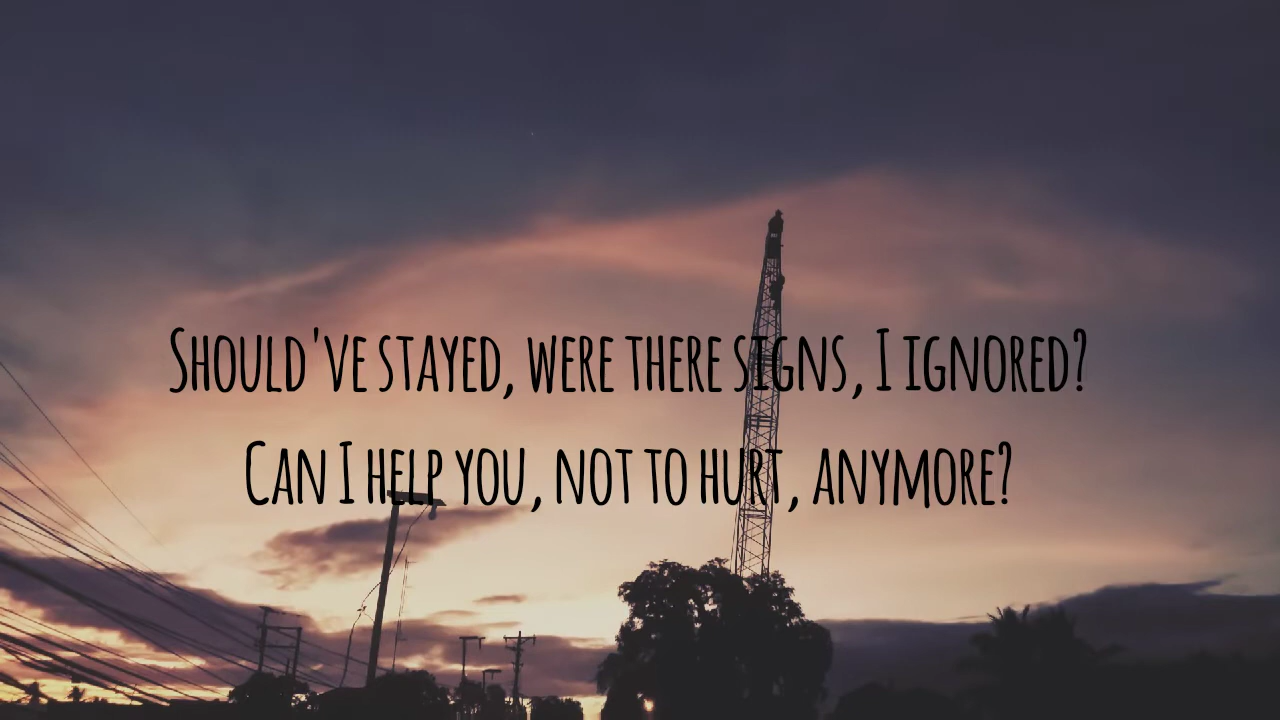 Should've stayed, were there signs, I ignored?
Can I help you, not to hurt, anymore?